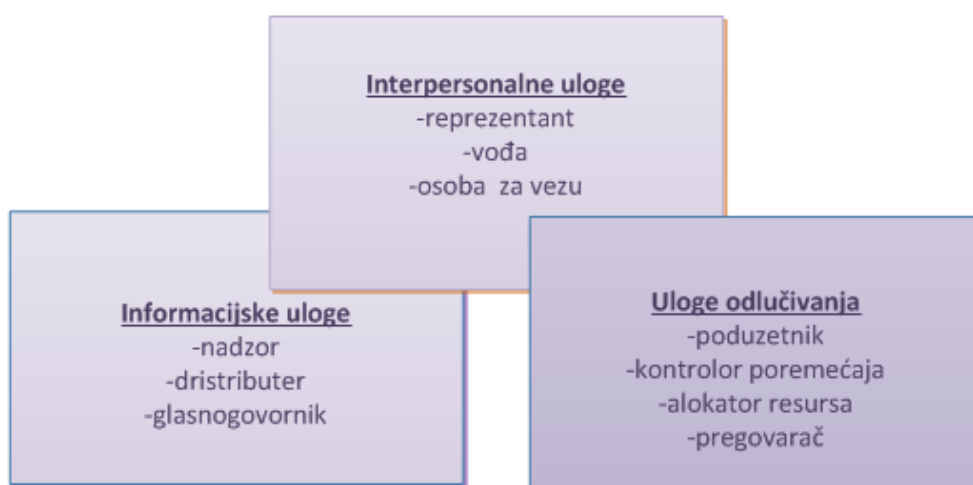 Interpersonalne uloge
-reprezentant
-vođa
-osoba za vezu
Informacijske uloge
-nadzor
-dristributer
-glasnogovornik
Uloge odlučivanja
-poduzetnik
-kontrolor poremećaja
-alokator resursa
-pregovarač